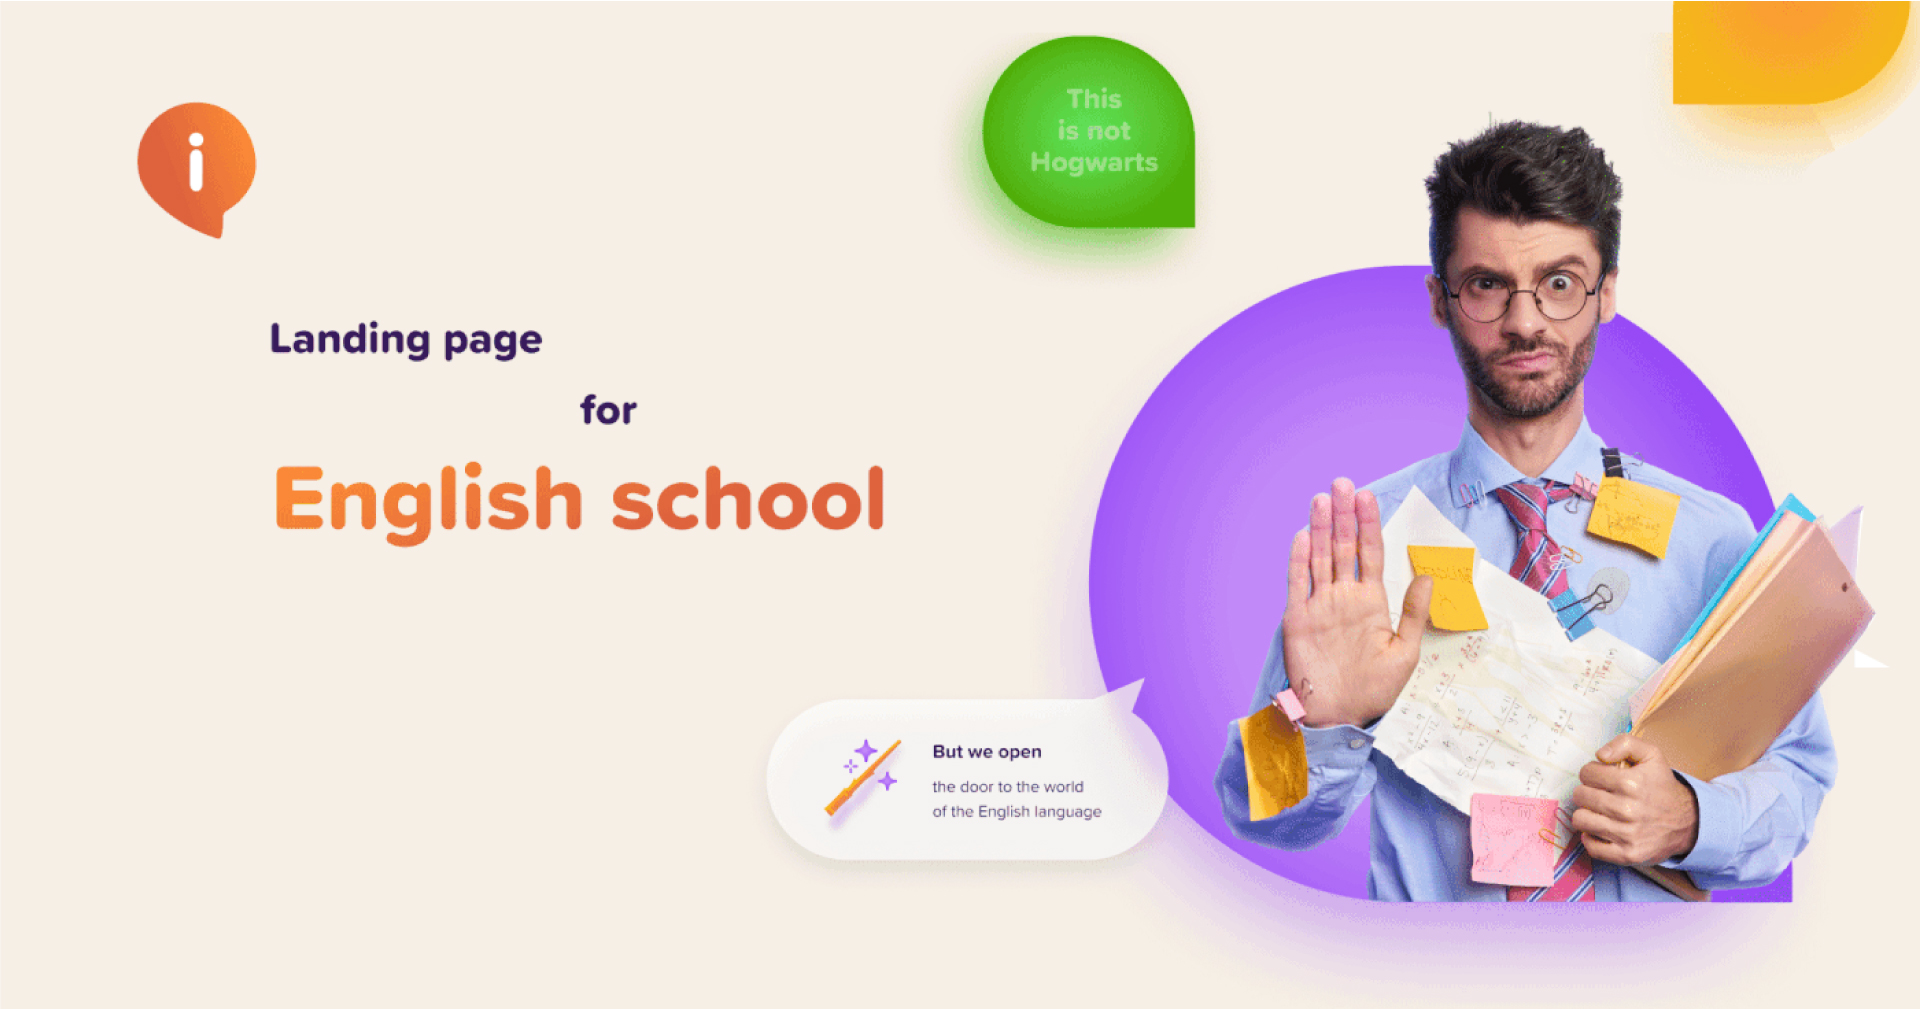 i
This
is not
Hogwarts
Landing page
for
English school
But we open
the door to the world
of the English language